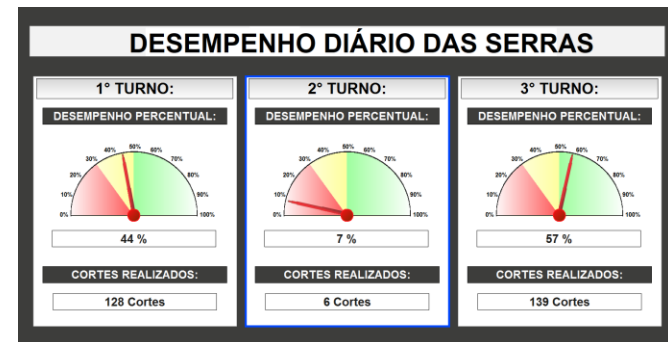 DESEMPENHO DIÁRIO DAS SERRAS
1° TURNO:
DESEMPENHO PERCENTUAL:
0%
10%
20%
30%
40%
50%
60%
70%
80%
90%
100%
44 %
CORTES REALIZADOS:
128 Cortes
2° TURNO:
DESEMPENHO PERCENTUAL:
0%
10%
20%
30%
40%
50%
60%
70%
80%
90%
100%
7 %
CORTES REALIZADOS:
6 Cortes
3° TURNO:
DESEMPENHO PERCENTUAL:
0%
10%
20%
30%
40%
50%
60%
70%
80%
90%
100%
57 %
CORTES REALIZADOS:
139 Cortes